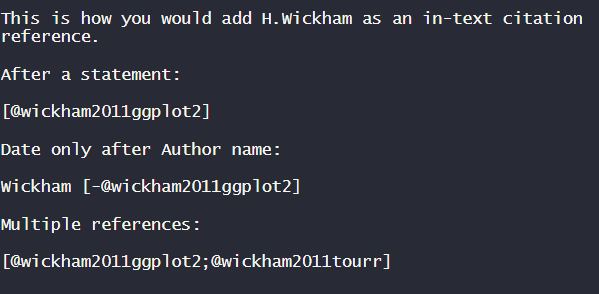 This is how you would add H.Wickham as an in-text citation
reference.
After a statement:
[@wickham2011ggplot2]
Date only after Author name:
Wickham [-@wickham2011ggplot2]
Multiple references:
[@wickham2011ggplot2;@wickham2011tourr]